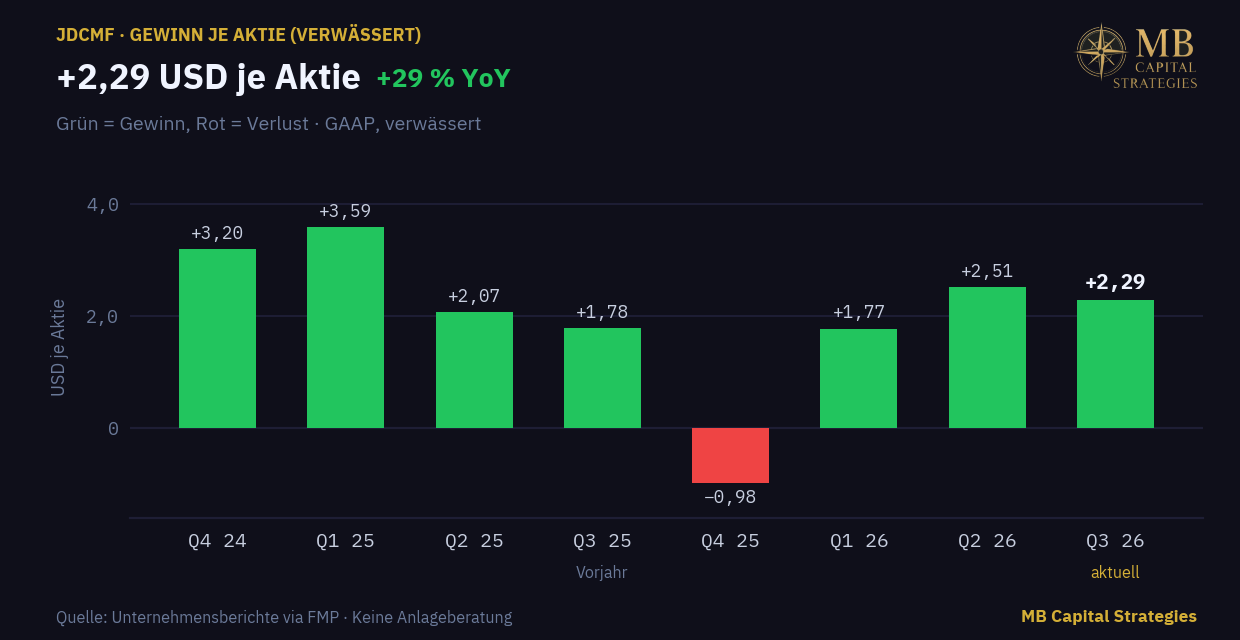 JDCMF · GEWINN JE AKTIE (VERWÄSSERT)
+2,29 USD je Aktie +29 % YoY
Grün = Gewinn, Rot = Verlust · GAAP, verwässert
MB
CAPITAL
STRATEGIES
USD je Aktie
4,0
2,0
0
+3,20
+3,59
+2,07
+1,78
−0,98
+1,77
+2,51
+2,29
Q4 24 Q1 25 Q2 25 Q3 25 Q4 25 Q1 26 Q2 26 Q3 26
Vorjahr aktuell
Quelle: Unternehmensberichte via FMP · Keine Anlageberatung
MB Capital Strategies